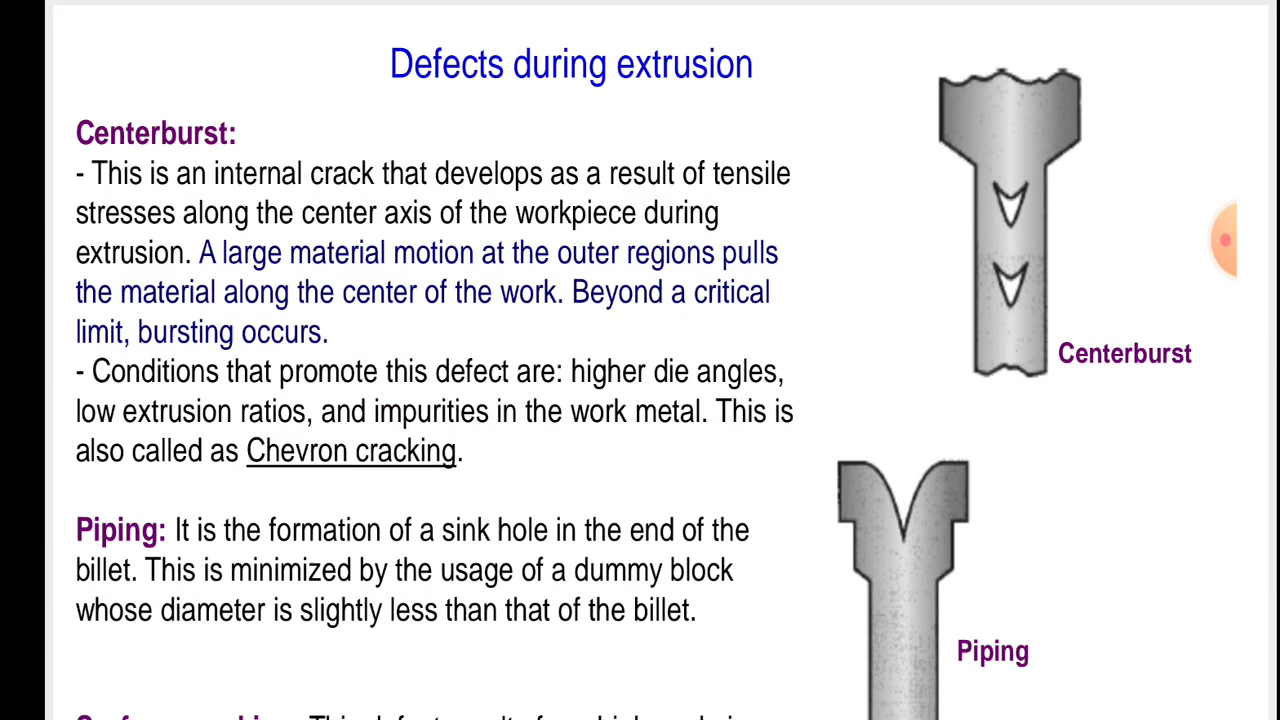 Defects during extrusion
Centerburst:
- This is an internal crack that develops as a result of tensile
stresses along the center axis of the workpiece during
extrusion. A large material motion at the outer regions pulls
the material along the center of the work. Beyond a critical
limit, bursting occurs.
- Conditions that promote this defect are: higher die angles,
low extrusion ratios, and impurities in the work metal. This is
also called as Chevron cracking.
Centerburst
Piping: It is the formation of a sink hole in the end of the
billet. This is minimized by the usage of a dummy block
whose diameter is slightly less than that of the billet.
Piping